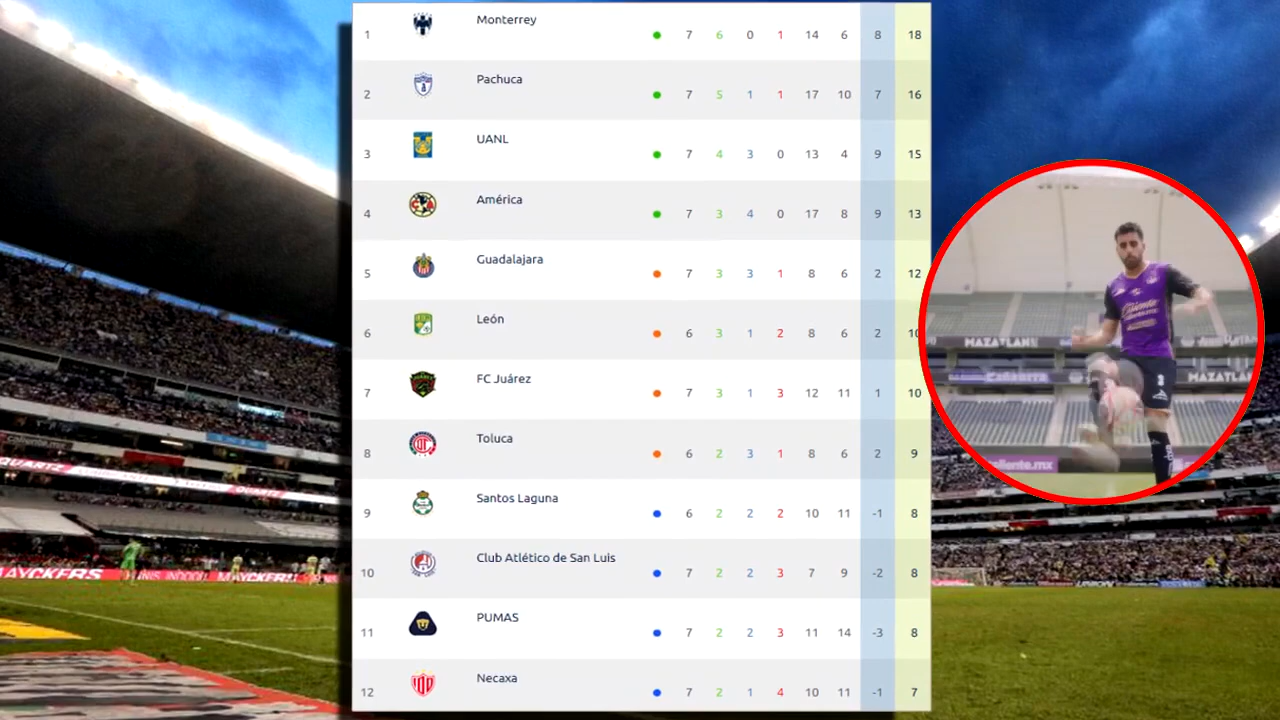 1 Monterrey 7 6 0 1 14 6 8 18
2 Pachuca 7 5 1 1 17 10 7 16
3 UANL 7 4 3 0 13 4 9 15
4 América 7 3 4 0 17 8 9 13
5 Guadalajara 7 3 3 1 8 6 2 12
6 León 6 3 1 2 8 6 2 10
7 FC Juárez 7 3 1 3 12 11 1 10
8 Toluca 6 2 3 1 8 6 2 9
9 Santos Laguna 6 2 2 2 10 11 -1 8
10 Club Atlético de San Luis 7 2 2 3 7 9 -2 8
11 PUMAS 7 2 2 3 11 14 -3 8
12 Necaxa 7 2 1 4 10 11 -1 7
MAZATLÁN
MAZATLÁN
Caliente
caliente.mx
QUARTZ
MAYCKERS!